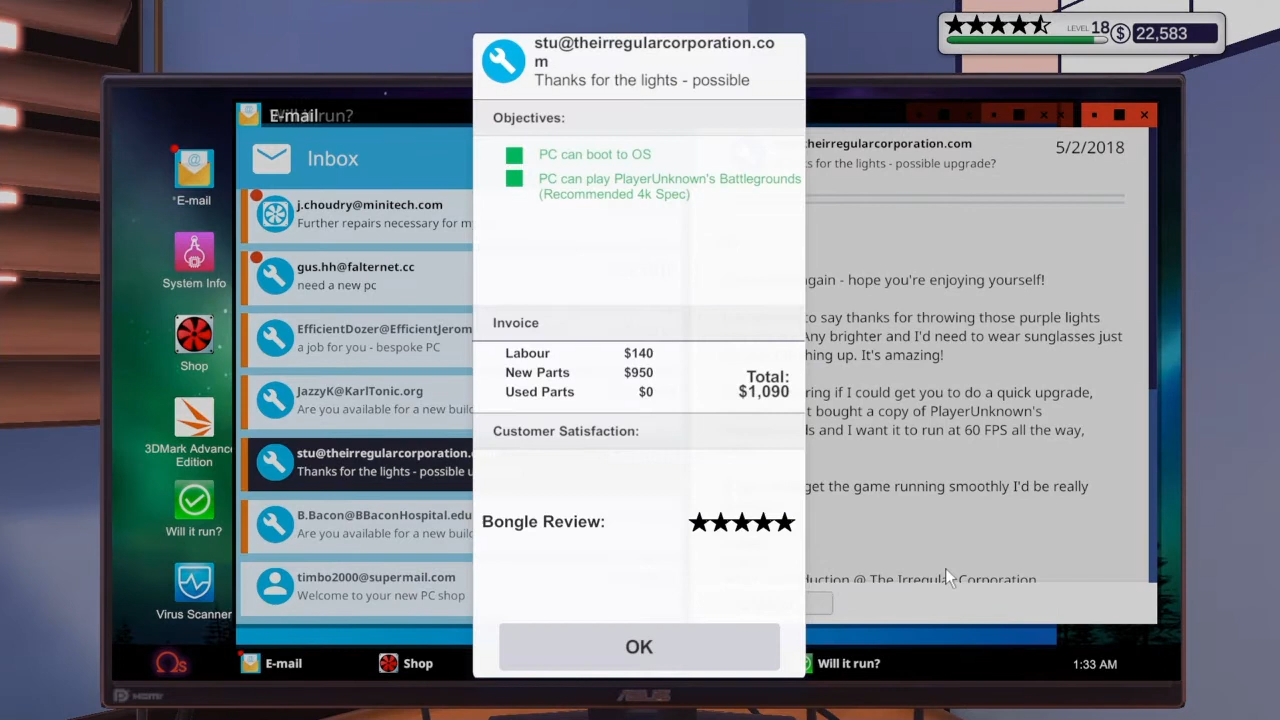 LEVEL 18 $ 22,583
stu@theirregularcorporation.co
m
Thanks for the lights - possible
Objectives:
PC can boot to OS
PC can play PlayerUnknown's Battlegrounds
(Recommended 4k Spec)
Invoice
Labour $140
New Parts $950
Used Parts $0
Total:
$1,090
Customer Satisfaction:
Bongle Review:
OK
E-mail
System Info
Shop
3DMark Advanc
Edition
Will it run?
Virus Scanner
E-mail
Inbox
j.choudry@minitech.com
Further repairs necessary for m
gus.hh@falternet.cc
need a new pc
EfficientDozer@EfficientJerom
a job for you - bespoke PC
JazzyK@KarlTonic.org
Are you available for a new build
stu@theirregularcorporation.
Thanks for the lights - possible u
B.Bacon@BBaconHospital.edu
Are you available for a new build
timbo2000@supermail.com
Welcome to your new PC shop
heirregularcorporation.com
s for the lights - possible upgrade?
5/2/2018
gain - hope you're enjoying yourself!
to say thanks for throwing those purple lights
Any brighter and I'd need to wear sunglasses just
hing up. It's amazing!
ring if I could get you to do a quick upgrade,
t bought a copy of PlayerUnknown's
ds and I want it to run at 60 FPS all the way,
get the game running smoothly I'd be really
duction @ The Irregular Corporation
E-mail
Shop
Will it run?
1:33 AM
HDMI
ASUS